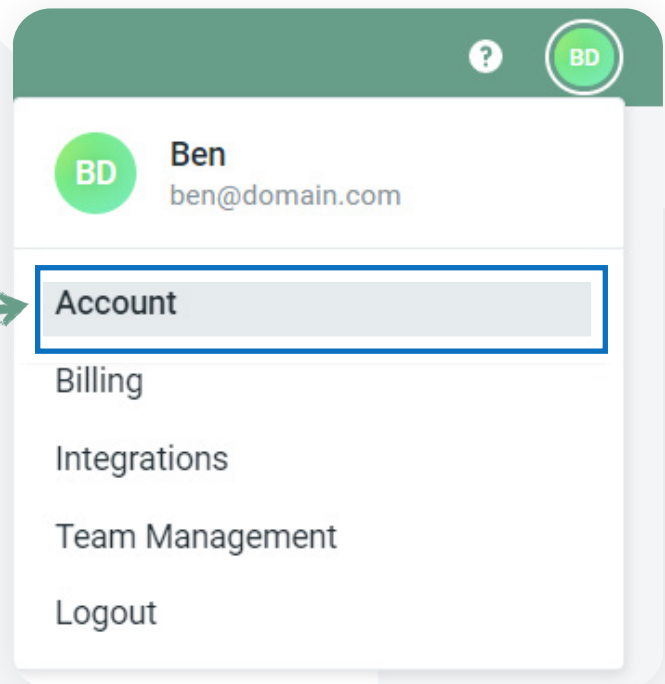 ?
BD
BD
Ben
ben@domain.com
Account
Billing
Integrations
Team Management
Logout